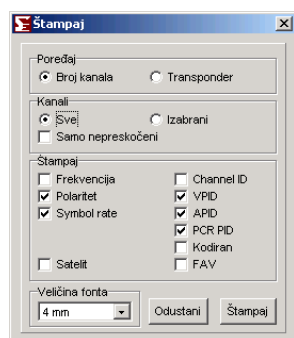 Štampaj
Poređaj
Broj kanala Transponder
Kanali
Sve Izabrani
Samo nepreskočeni
Štampaj
Frekvencija Channel ID
Polaritet VPID
Symbol rate APID
PCR PID
Kodiran
Satelit FAV
Veličina fonta
4 mm Odustani Štampaj